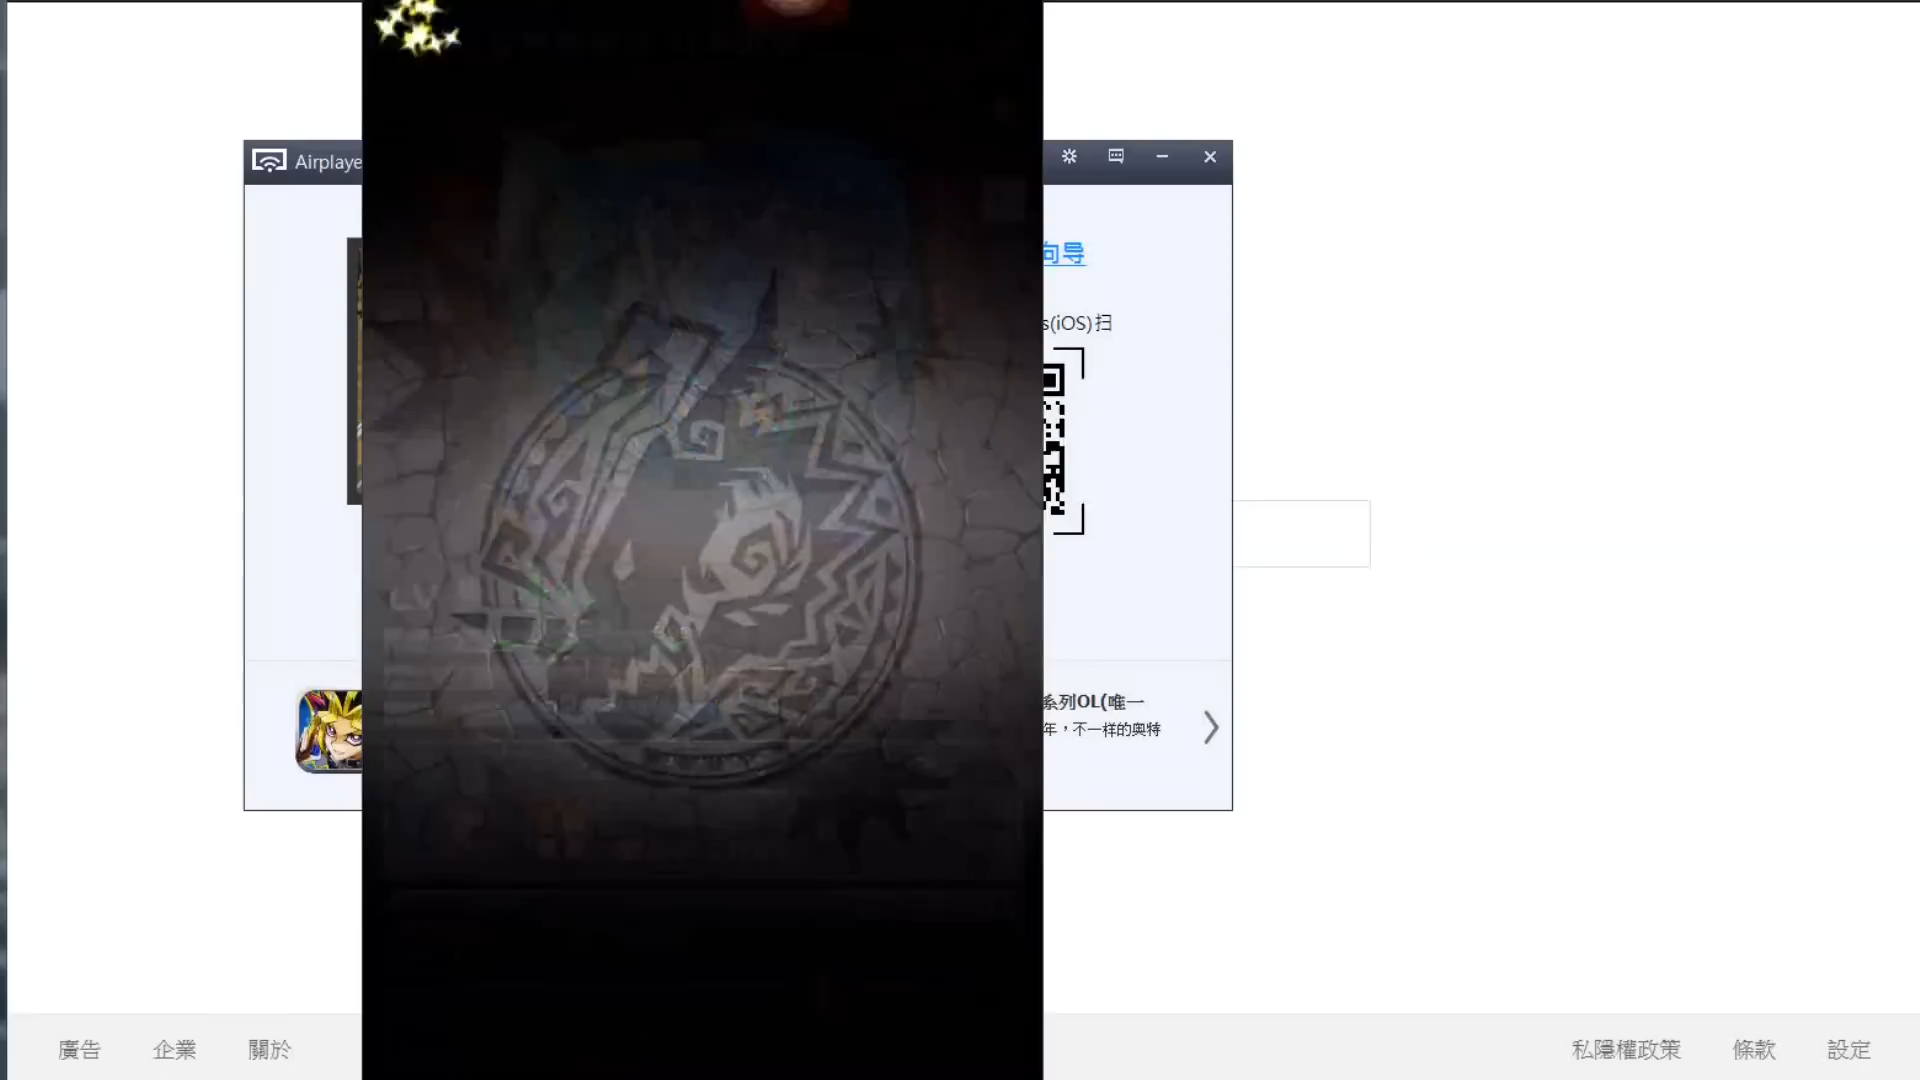 Airplaye
向导
s(iOS)扫
系列OL(唯一
年，不一样的奥特
Lv
廣告
企業
關於
私隱權政策
條款
設定